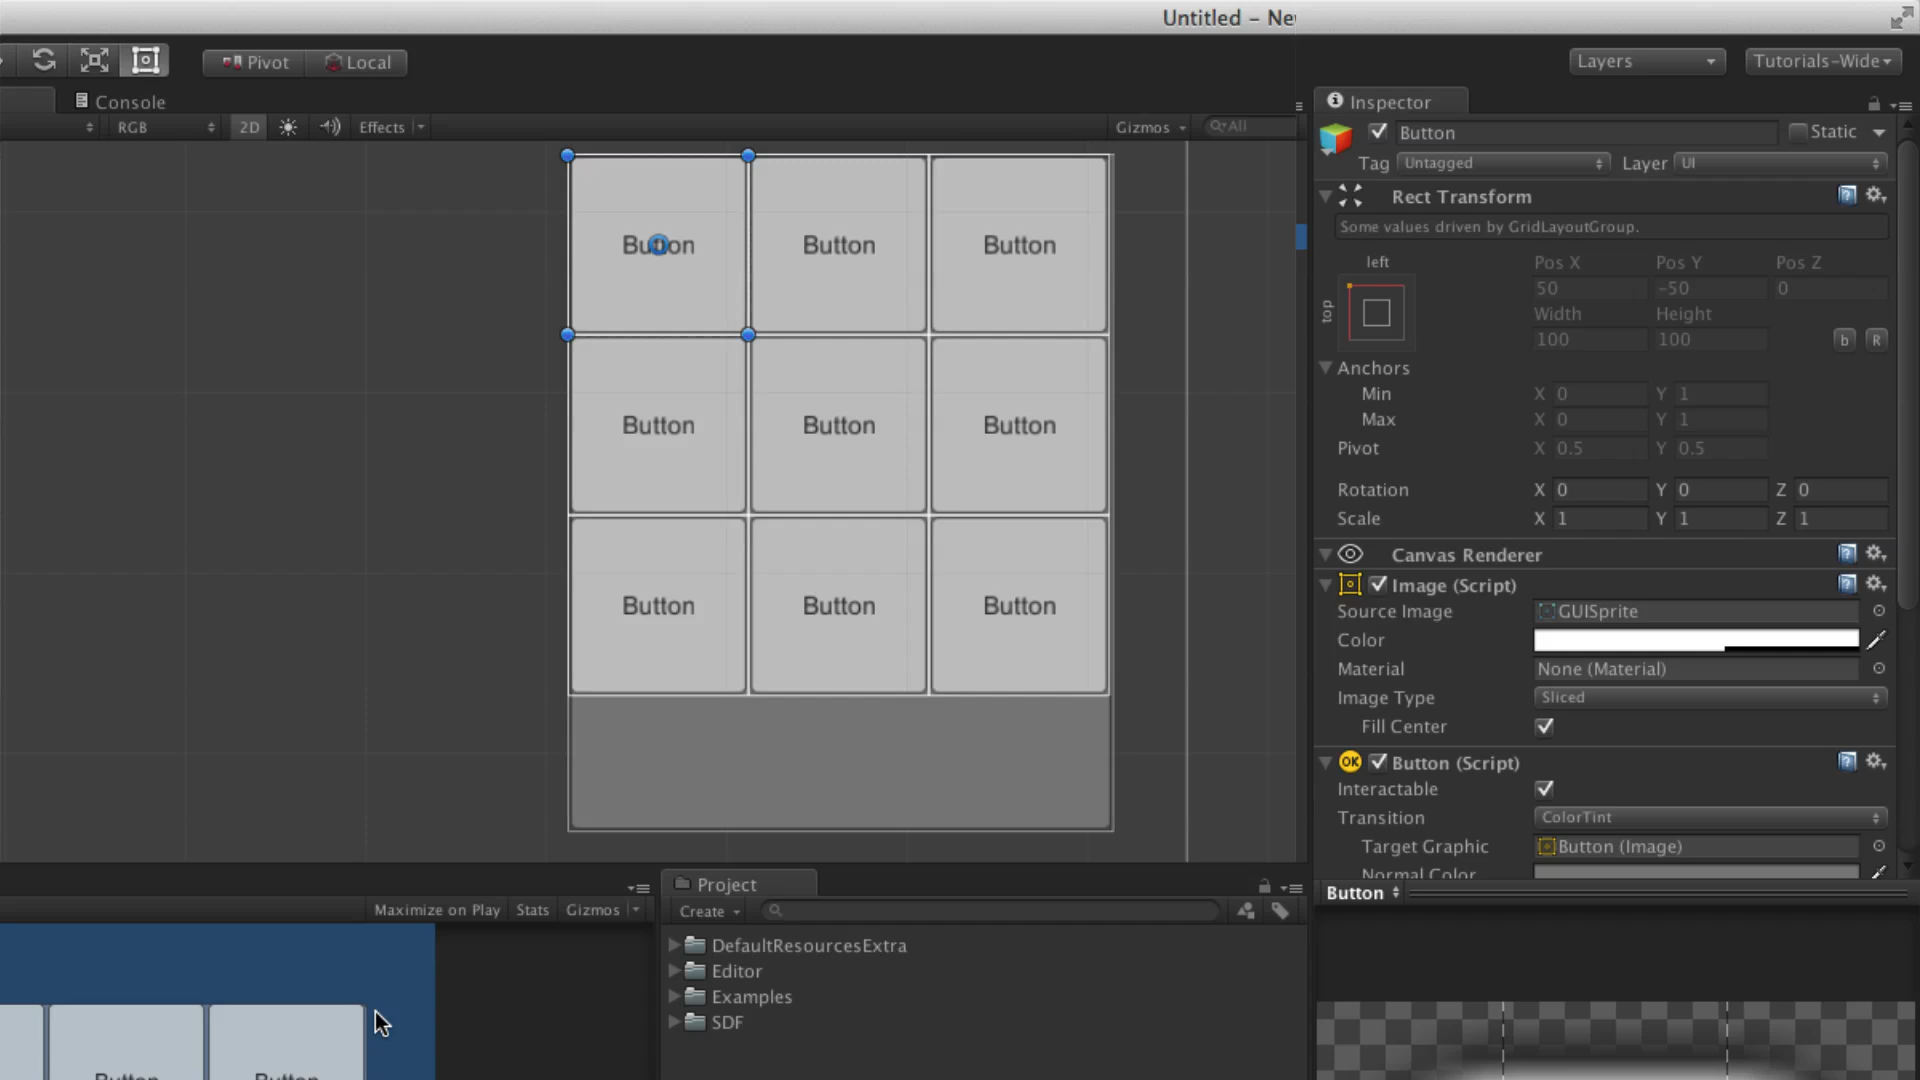 Untitled – Ne
Pivot Local
Layers Tutorials-Wide
Console
Inspector
RGB 2D Effects
Gizmos All
Button Static
Tag Untagged Layer UI
Rect Transform
Some values driven by GridLayoutGroup.
left Pos X Pos Y Pos Z
top 50 -50 0
Width Height
100 100 b R
Anchors
Min X 0 Y 1
Max X 0 Y 1
Pivot X 0.5 Y 0.5
Rotation X 0 Y 0 Z 0
Scale X 1 Y 1 Z 1
Canvas Renderer
Image (Script)
Source Image GUISprite
Color
Material None (Material)
Image Type Sliced
Fill Center
OK Button (Script)
Interactable
Transition ColorTint
Target Graphic Button (Image)
Normal Color
Button
Button Button Button
Button Button Button
Button Button Button
Project
Maximize on Play Stats Gizmos
Create
DefaultResourcesExtra
Editor
Examples
SDF
Button Button